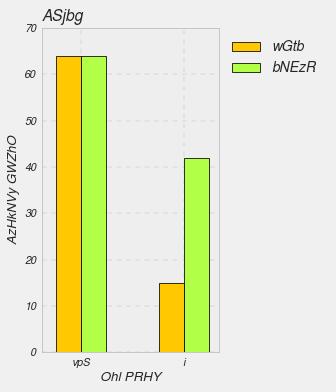 ASjbg
wGtb
bNEzR
70
60
50
40
30
20
10
0
AzHkNVy GWZhO
vpS
i
Ohl PRHY